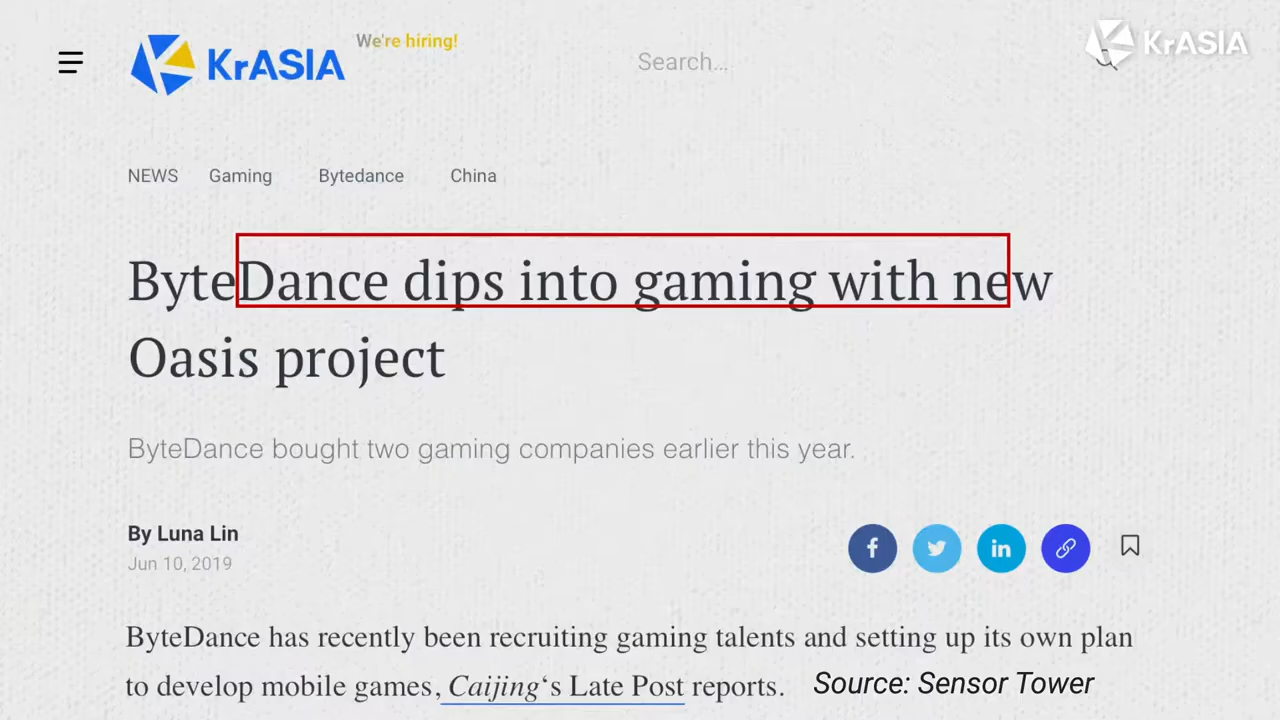 We're hiring!
KrASIA
Search...
KrASIA
NEWS Gaming Bytedance China
ByteDance dips into gaming with new
Oasis project
ByteDance bought two gaming companies earlier this year.
By Luna Lin
Jun 10, 2019
f in
ByteDance has recently been recruiting gaming talents and setting up its own plan
to develop mobile games, Caijing‘s Late Post reports.
Source: Sensor Tower